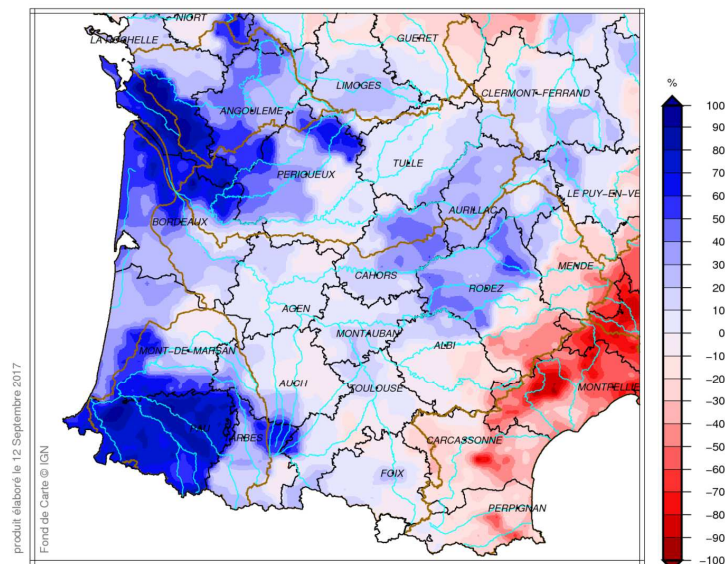 NIORT
LA ROCHELLE
GUERET
LIMOGES
CLERMONT-FERRAND
ANGOULEME
TULLE
PERIGUEUX
LE PUY-EN-VE
AURILLAC
BORDEAUX
MENDE
CAHORS
RODEZ
AGEN
MONTAUBAN
ALBI
MONT-DE-MARSAN
AUCH
TOULOUSE
MONTPELLIE
PAU
TARBES
CARCASSONNE
FOIX
PERPIGNAN
%
100
90
80
70
60
50
40
30
20
10
0
-10
-20
-30
-40
-50
-60
-70
-80
-90
-100
produit élaboré le 12 Septembre 2017
Fond de Carte © IGN